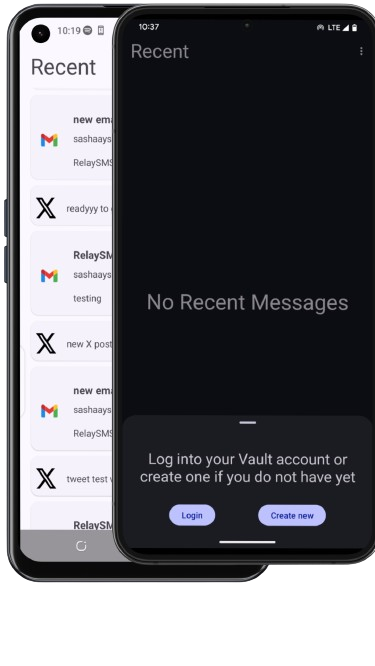 10:19
Recent
new ema
sashaays
RelaySMS
readyyy to
RelaySM
sashaays
testing
new X post
new ema
sashaays
RelaySMS
tweet test
RelaySM
10:37
LTE
Recent
No Recent Messages
Log into your Vault account or
create one if you do not have yet
Login
Create new